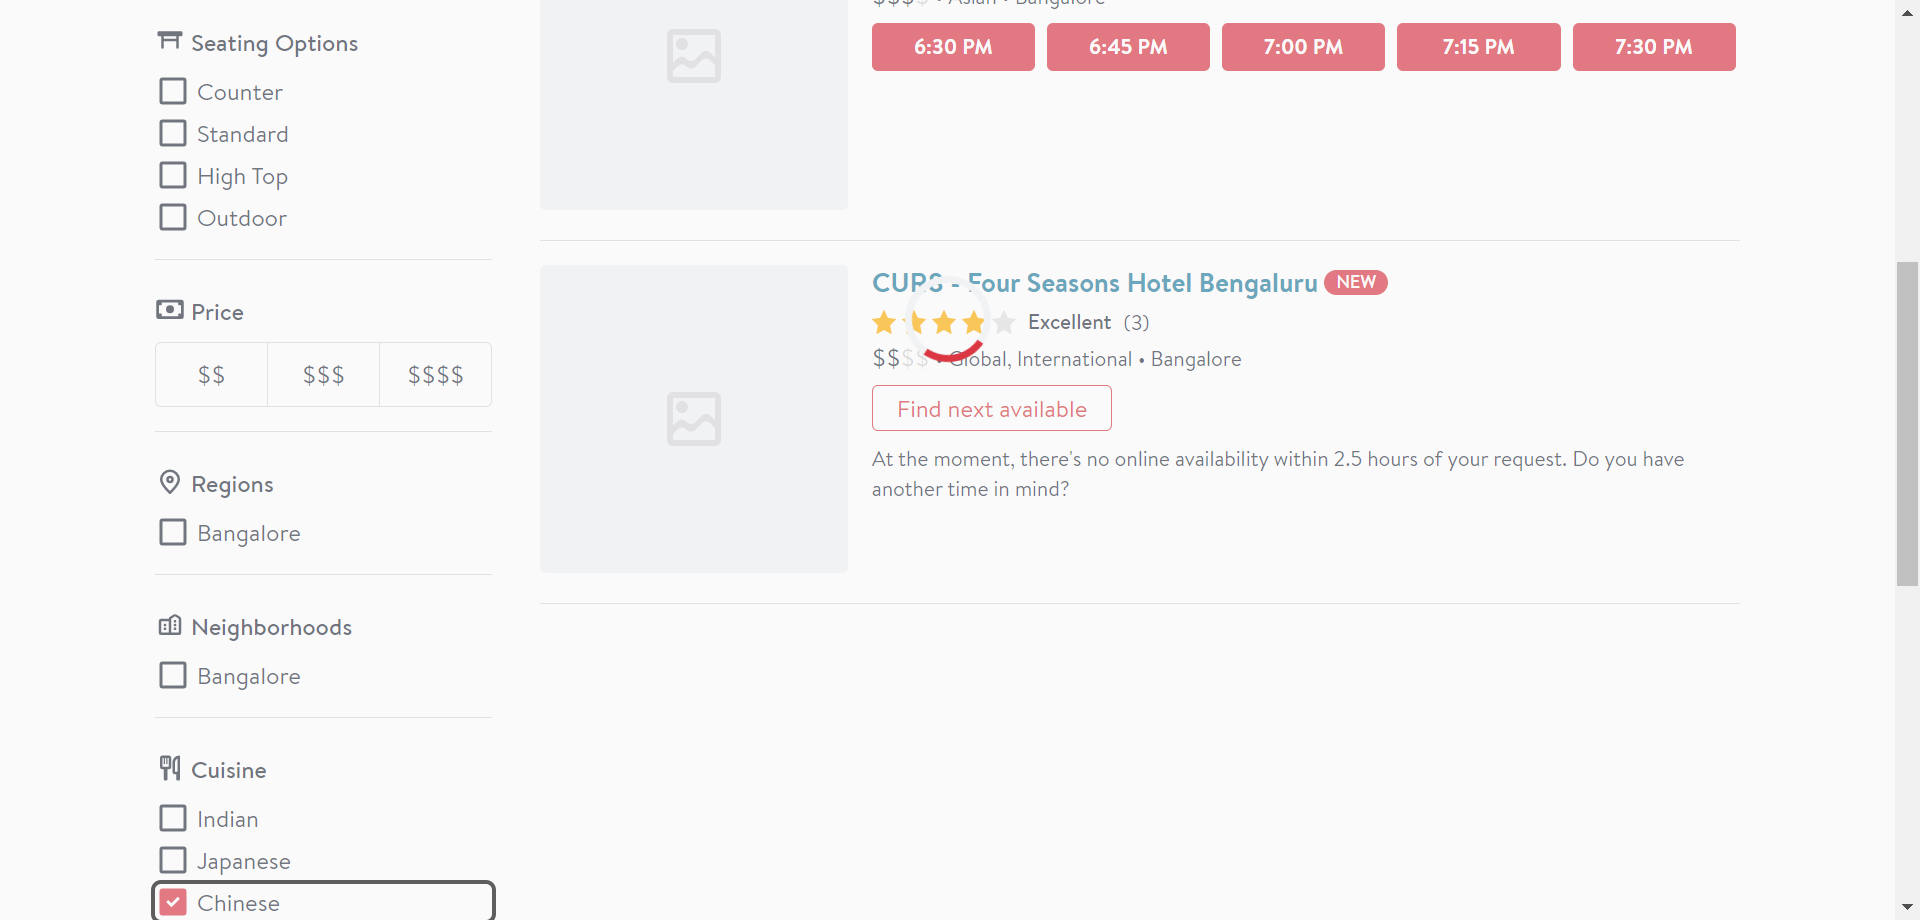 Seating Options
Counter
Standard
High Top
Outdoor
Price
$$
$$$
$$$$
Regions
Bangalore
Neighborhoods
Bangalore
Cuisine
Indian
Japanese
Chinese
$$$$ • Asian • Bangalore
6:30 PM
6:45 PM
7:00 PM
7:15 PM
7:30 PM
CUR8 - Four Seasons Hotel Bengaluru
NEW
Excellent (3)
$$$$ • Global, International • Bangalore
Find next available
At the moment, there's no online availability within 2.5 hours of your request. Do you have
another time in mind?